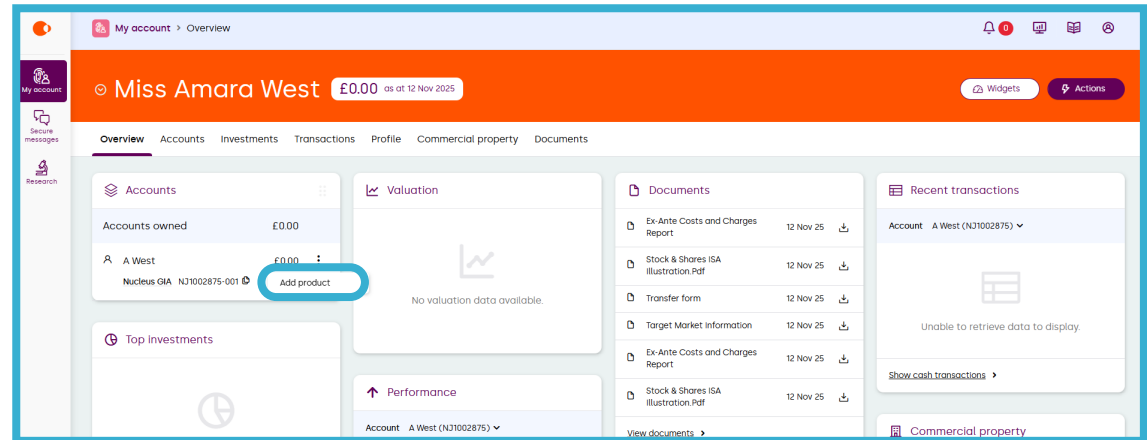 My account > Overview
0
My account
Secure messages
Research
Miss Amara West
£0.00 as at 12 Nov 2025
Widgets
Actions
Overview Accounts Investments Transactions Profile Commercial property Documents
Accounts
Accounts owned £0.00
A West £0.00
Nucleus GIA NJ1002875-001
Add product
Top investments
Valuation
No valuation data available.
Performance
Account A West (NJ1002875)
Documents
Ex-Ante Costs and Charges
Report
12 Nov 25
Stock & Shares ISA
Illustration.Pdf
12 Nov 25
Transfer form 12 Nov 25
Target Market Information 12 Nov 25
Ex-Ante Costs and Charges
Report
12 Nov 25
Stock & Shares ISA
Illustration.Pdf
12 Nov 25
View documents >
Recent transactions
Account A West (NJ1002875)
Unable to retrieve data to display.
Show cash transactions >
Commercial property